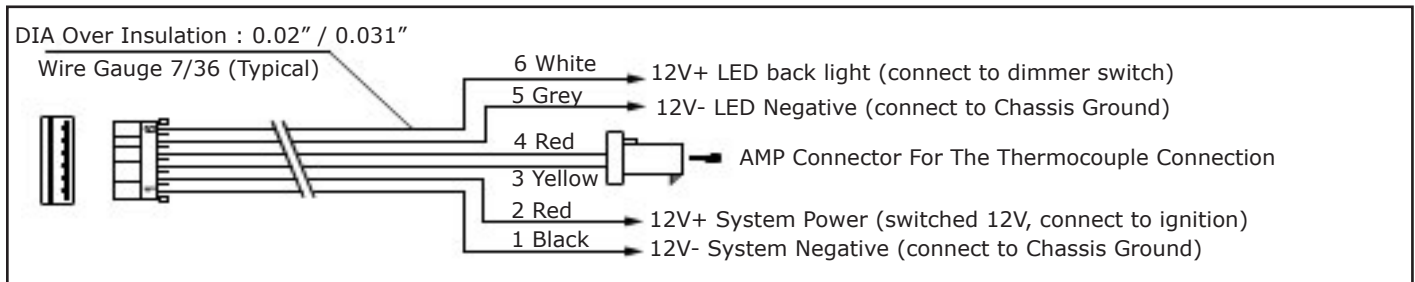 DIA Over Insulation : 0.02” / 0.031”
Wire Gauge 7/36 (Typical)
6 White
12V+ LED back light (connect to dimmer switch)
5 Grey
12V- LED Negative (connect to Chassis Ground)
4 Red
AMP Connector For The Thermocouple Connection
3 Yellow
2 Red
12V+ System Power (switched 12V, connect to ignition)
1 Black
12V- System Negative (connect to Chassis Ground)